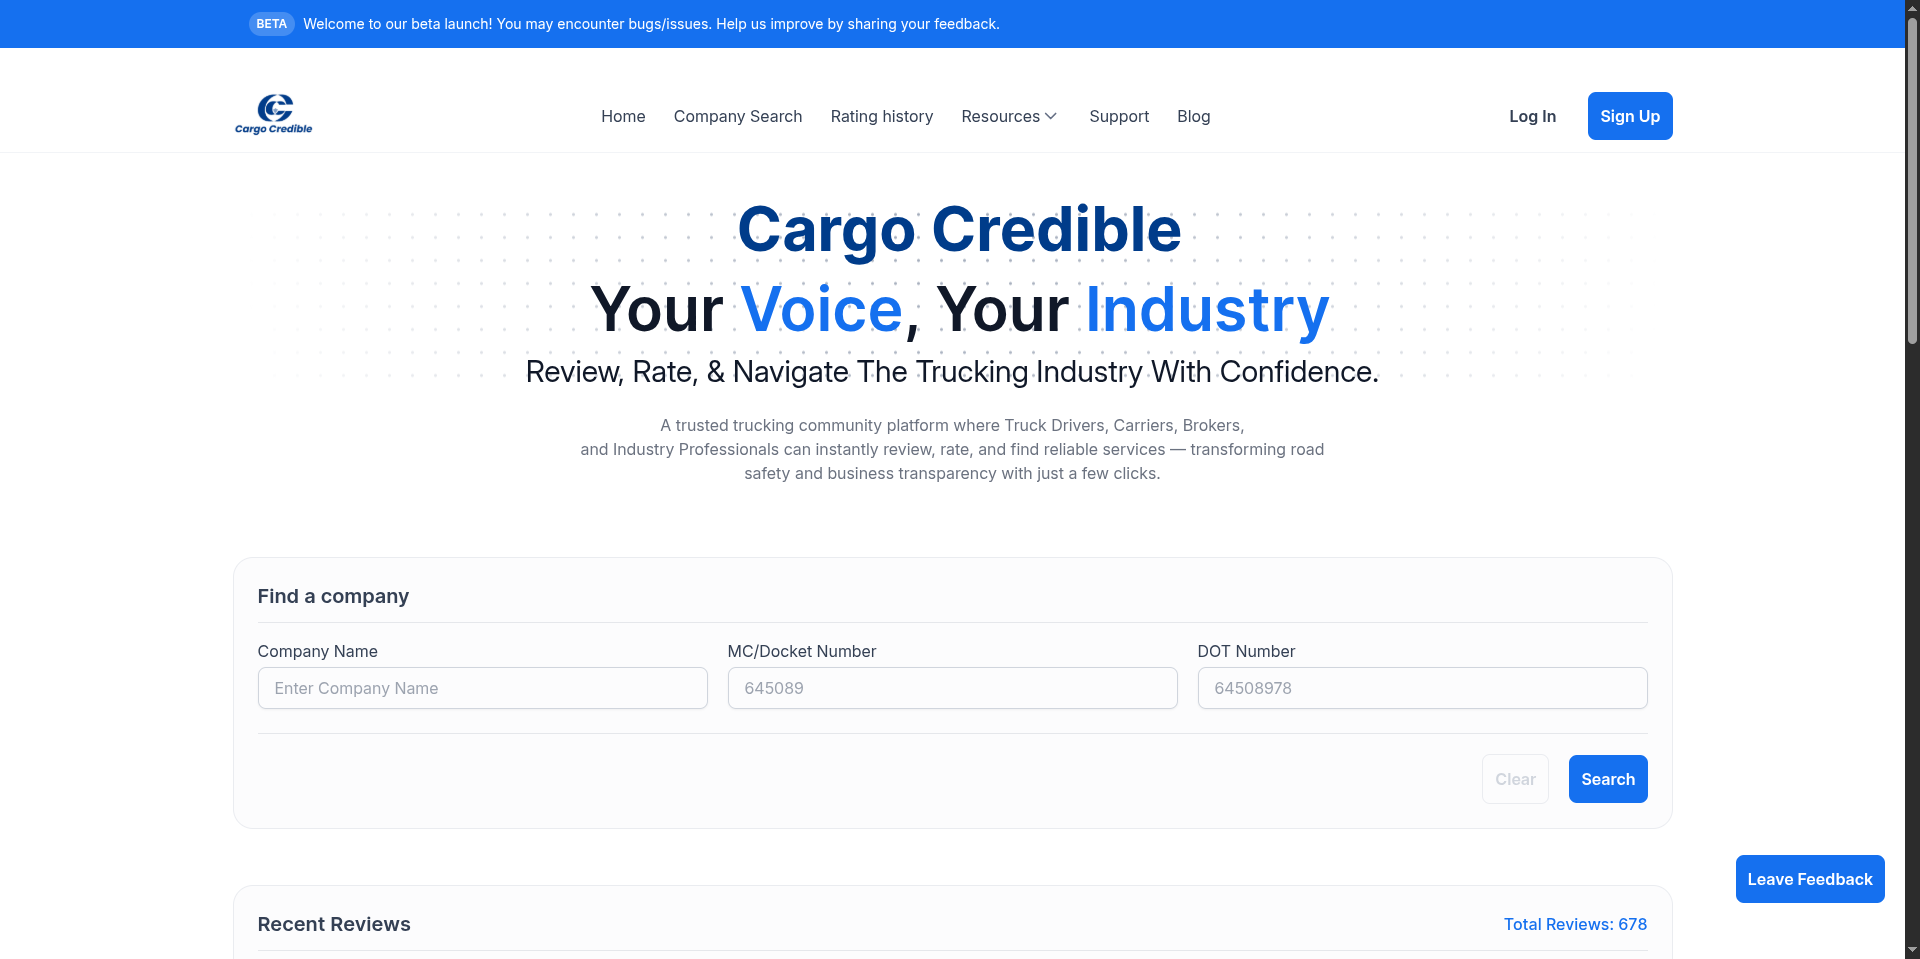 BETA Welcome to our beta launch! You may encounter bugs/issues. Help us improve by sharing your feedback.
Cargo Credible
Home Company Search Rating history Resources Support Blog
Log In
Sign Up
Cargo Credible
Your Voice, Your Industry
Review, Rate, & Navigate The Trucking Industry With Confidence.
A trusted trucking community platform where Truck Drivers, Carriers, Brokers,
and Industry Professionals can instantly review, rate, and find reliable services — transforming road
safety and business transparency with just a few clicks.
Find a company
Company Name
Enter Company Name
MC/Docket Number
645089
DOT Number
64508978
Clear
Search
Leave Feedback
Recent Reviews
Total Reviews: 678